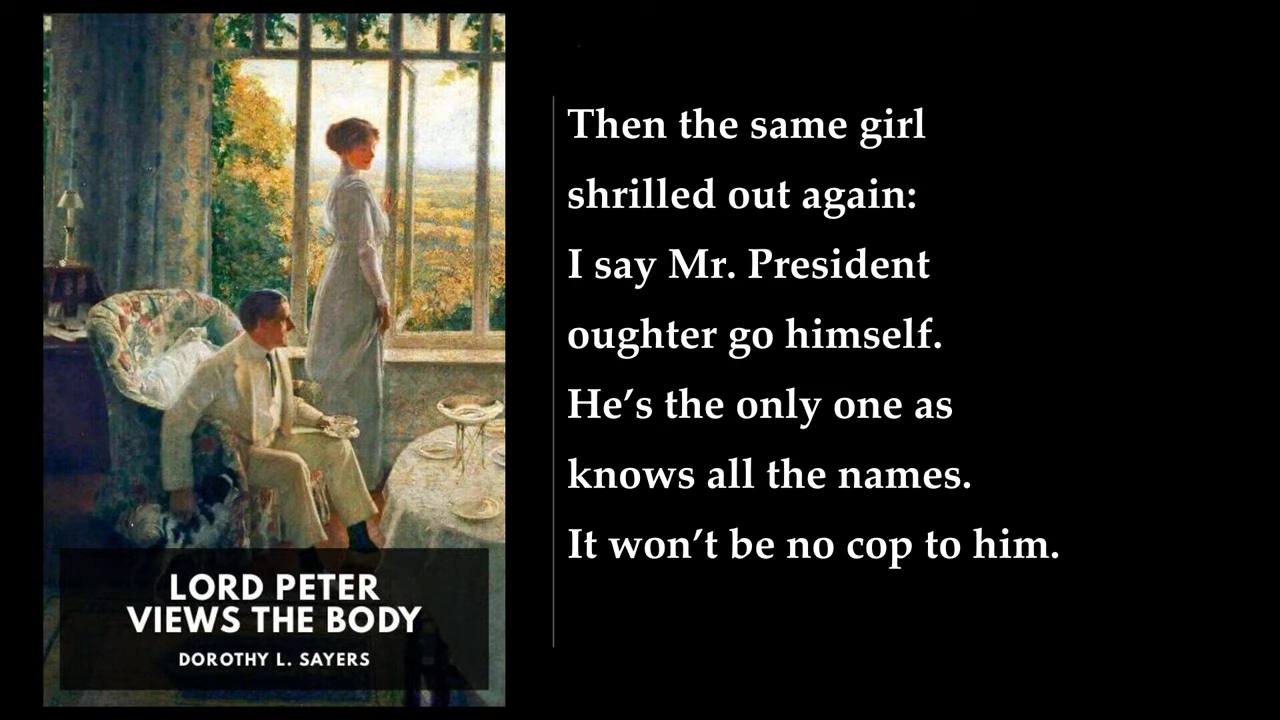 LORD PETER
VIEWS THE BODY
DOROTHY L. SAYERS
Then the same girl
shrilled out again:
I say Mr. President
oughter go himself.
He’s the only one as
knows all the names.
It won’t be no cop to him.